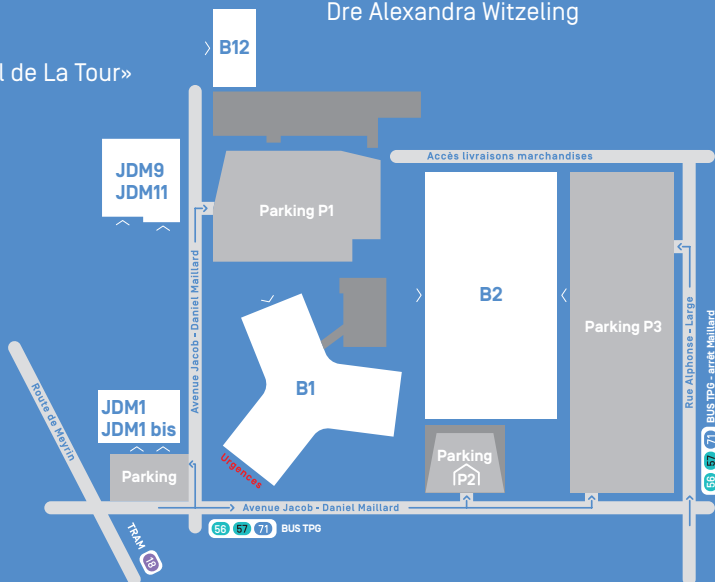 Dre Alexandra Witzeling
l de La Tour»
B12
JDM9
JDM11
Accès livraisons marchandises
Parking P1
Avenue Jacob - Daniel Maillard
B2
Parking P3
Rue Alphonse - Large
BUS TPG - arrêt Maillard
56 57 71
B1
Route de Meyrin
JDM1
JDM1 bis
Parking
Urgences
Parking
P2
Avenue Jacob - Daniel Maillard
56 57 71 BUS TPG
TRAM 18